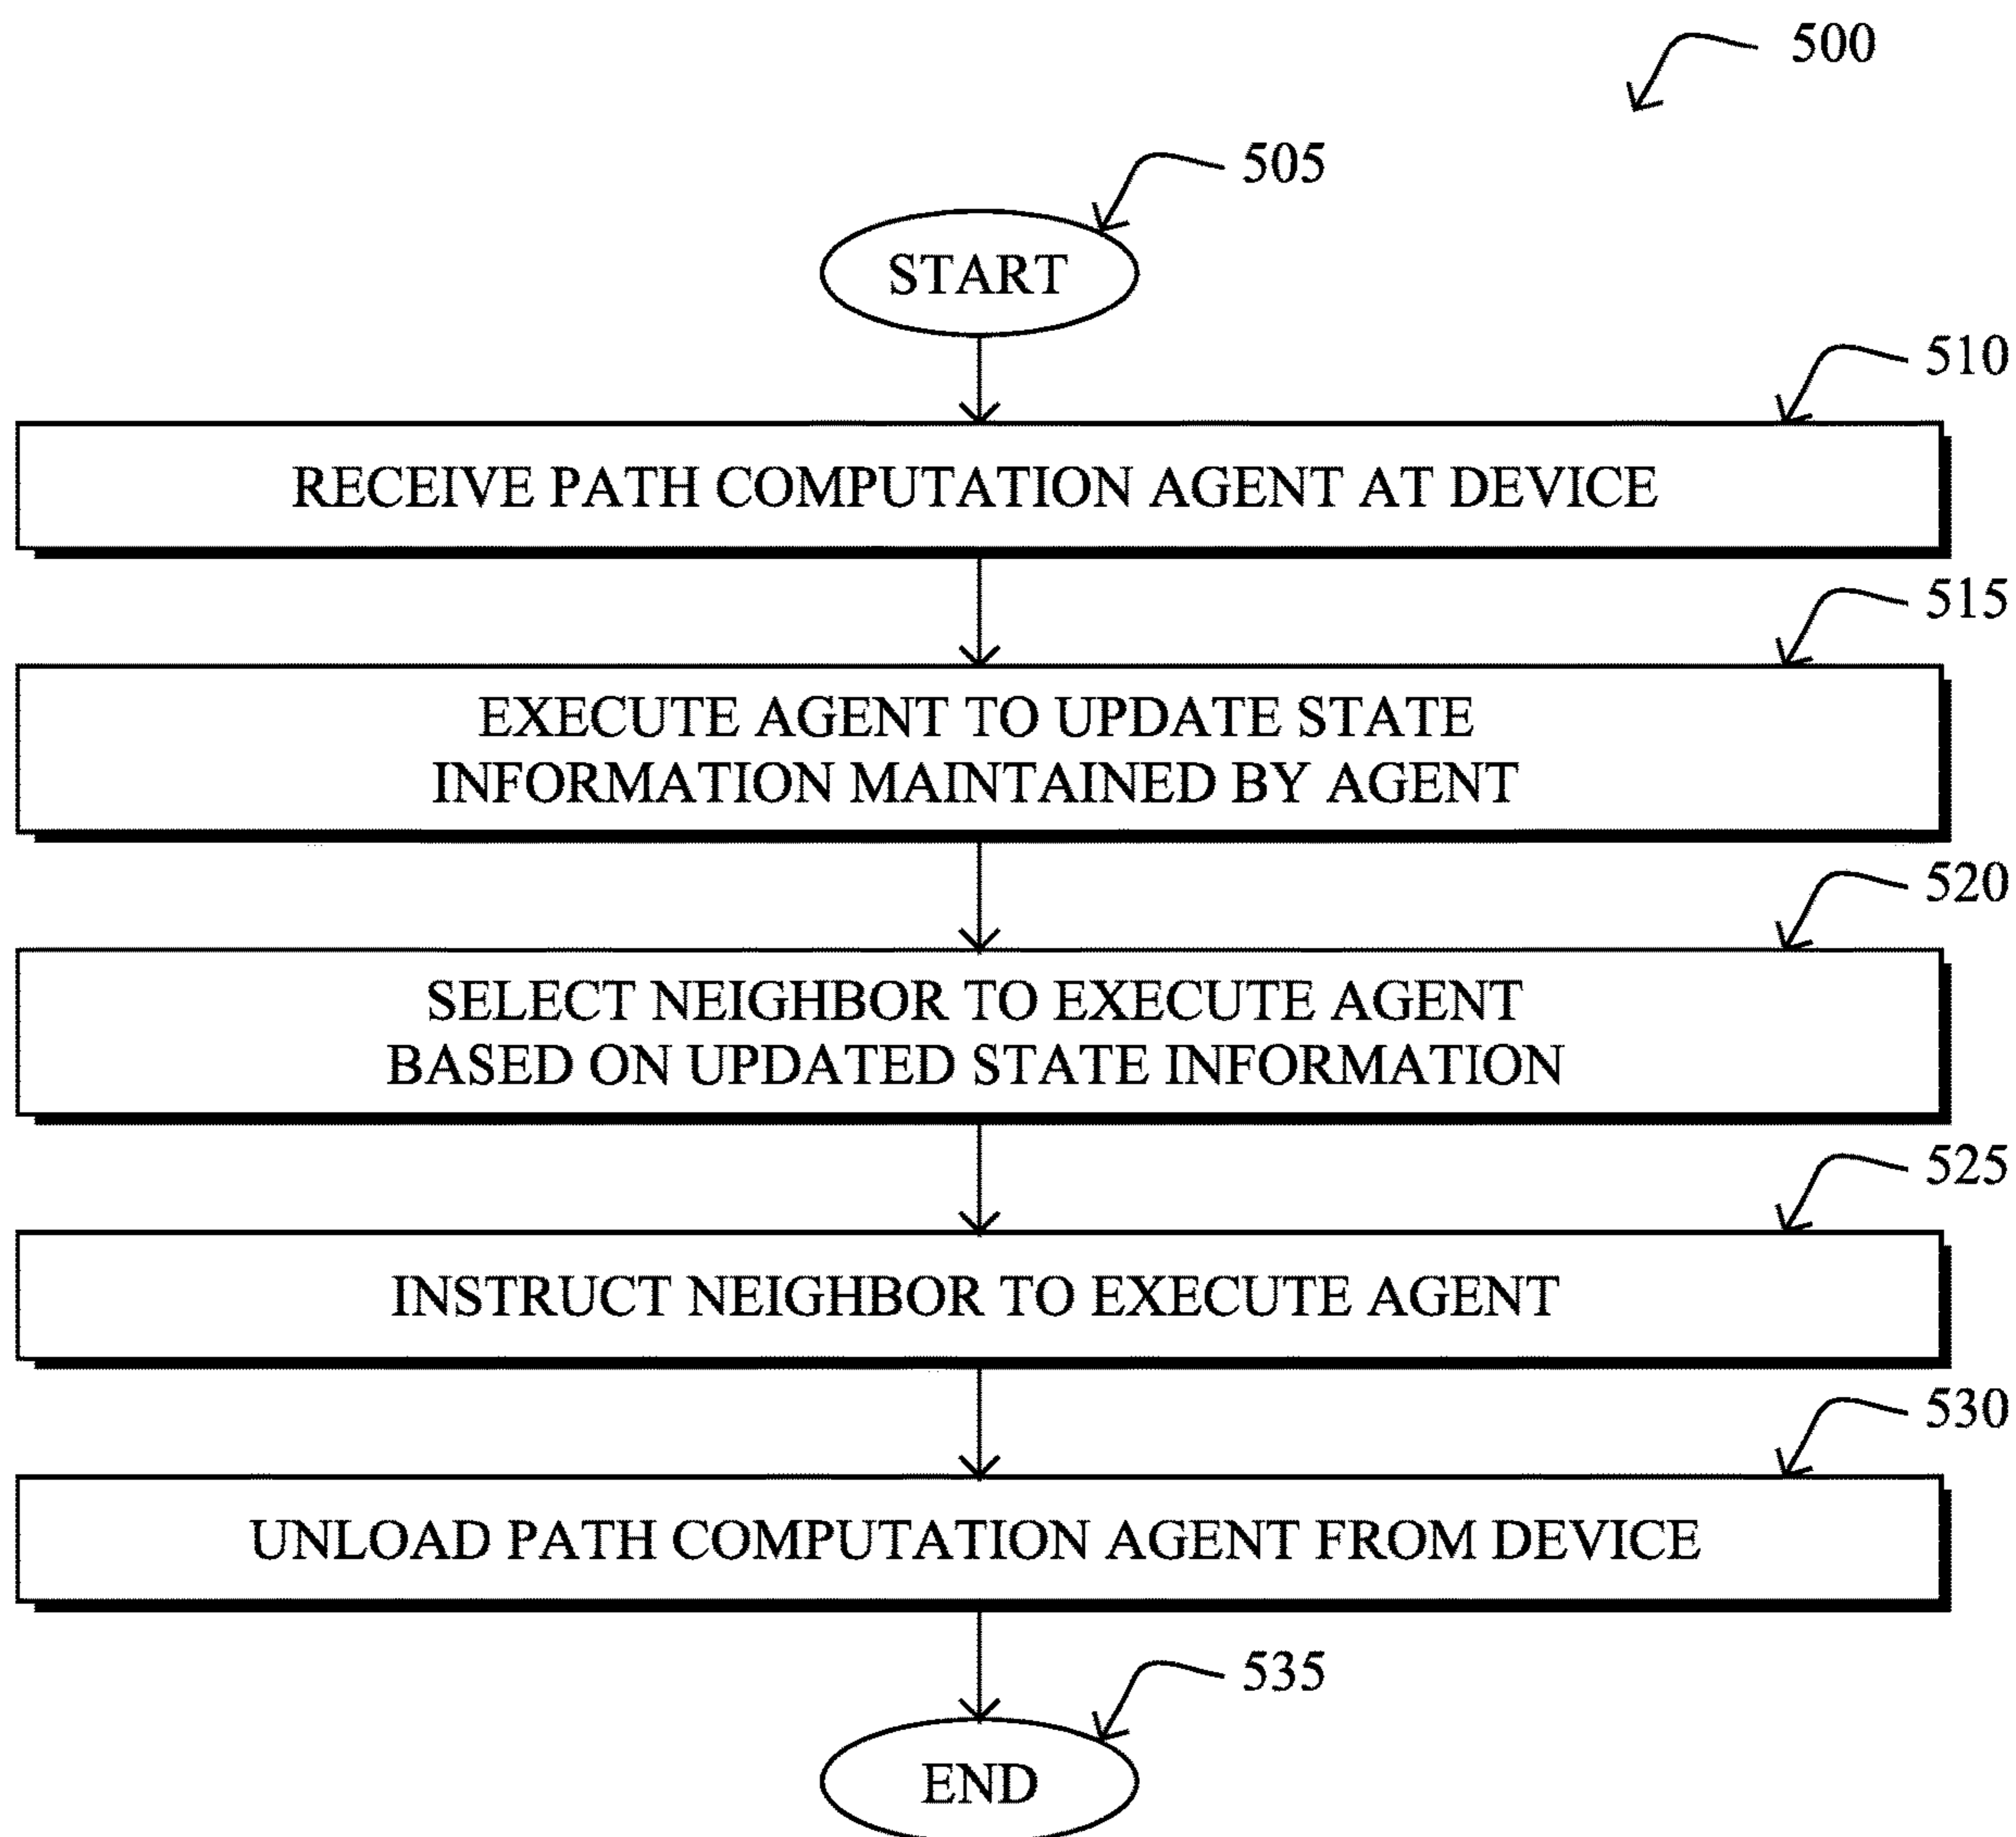 500
505
START
510
RECEIVE PATH COMPUTATION AGENT AT DEVICE
515
EXECUTE AGENT TO UPDATE STATE
INFORMATION MAINTAINED BY AGENT
520
SELECT NEIGHBOR TO EXECUTE AGENT
BASED ON UPDATED STATE INFORMATION
525
INSTRUCT NEIGHBOR TO EXECUTE AGENT
530
UNLOAD PATH COMPUTATION AGENT FROM DEVICE
535
END